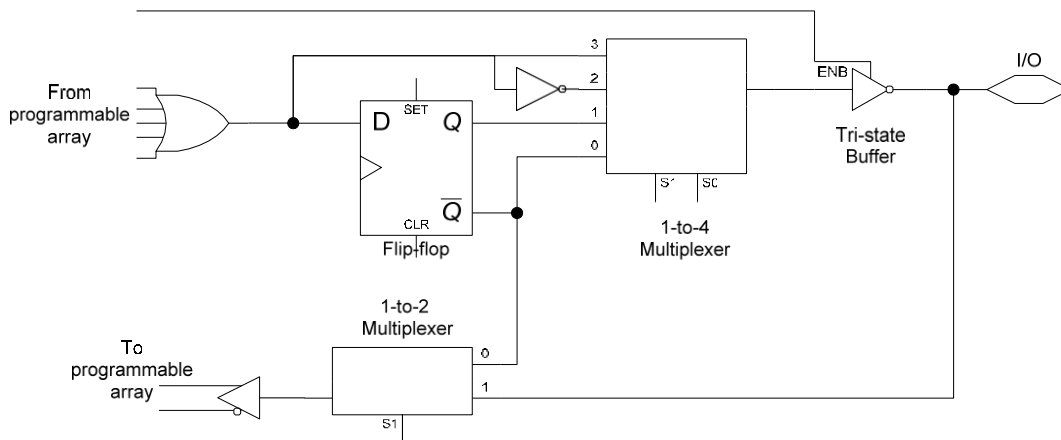 I/O
3
ENB
From
programmable
array
2
SET
D
Q
1
Tri-state
Buffer
0
S1
S0
Q
CLR
1-to-4
Multiplexer
Flip-flop
1-to-2
Multiplexer
To
programmable
array
0
1
S1